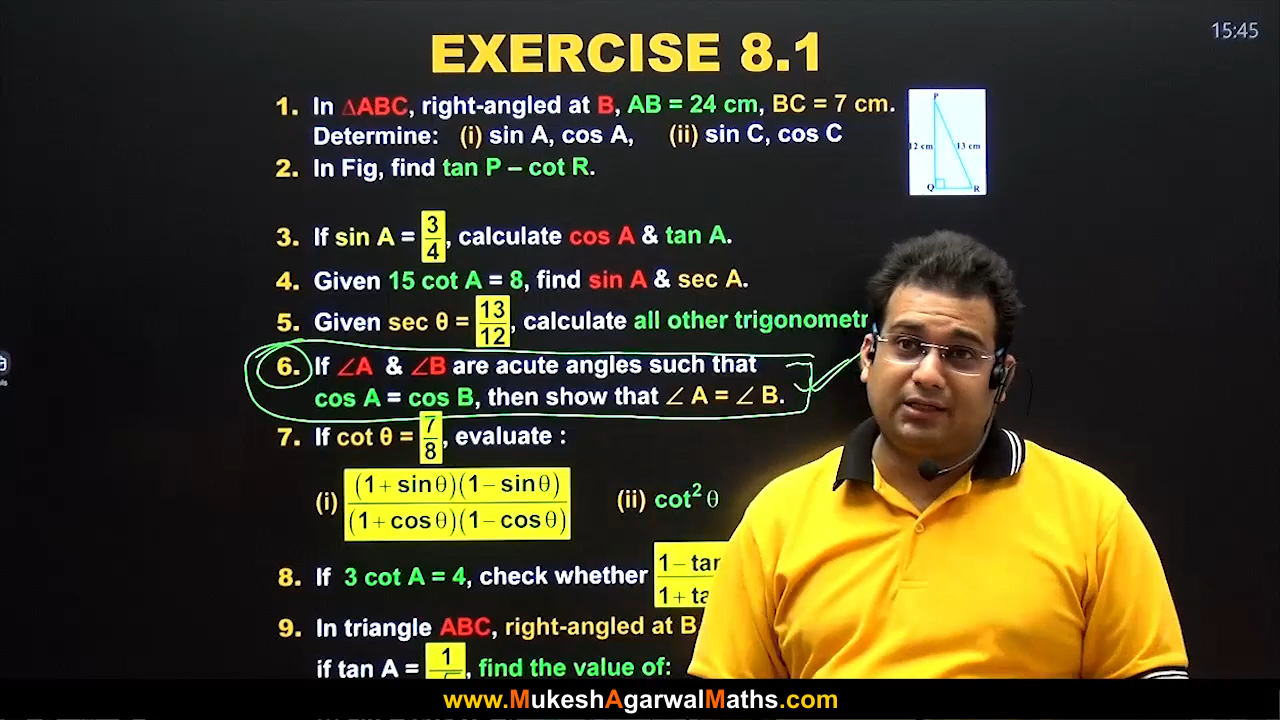 15:45
EXERCISE 8.1
1. In ∆ABC, right-angled at B, AB = 24 cm, BC = 7 cm.
Determine: (i) sin A, cos A, (ii) sin C, cos C
2. In Fig, find tan P – cot R.
P
12 cm 13 cm
Q R
3. If sin A = 3/4, calculate cos A & tan A.
4. Given 15 cot A = 8, find sin A & sec A.
5. Given sec θ = 13/12, calculate all other trigonometr
6. If ∠A & ∠B are acute angles such that
cos A = cos B, then show that ∠ A = ∠ B.
7. If cot θ = 7/8, evaluate :
(i) (1+ sinθ)(1– sinθ)/(1+ cosθ)(1– cosθ) (ii) cot² θ
8. If 3 cot A = 4, check whether 1– tan/1+ ta
9. In triangle ABC, right-angled at B
if tan A = 1/, find the value of:
www.MukeshAgarwalMaths.com